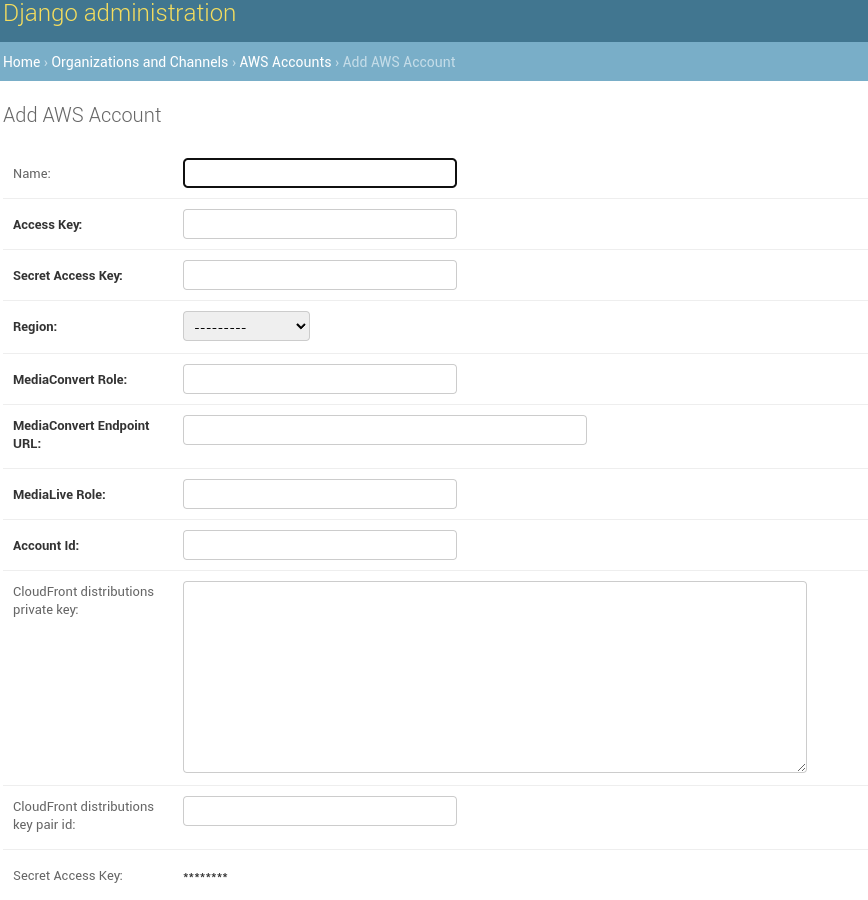 Django administration
Home › Organizations and Channels › AWS Accounts › Add AWS Account
Add AWS Account
Name:
Access Key:
Secret Access Key:
Region:
---------
MediaConvert Role:
MediaConvert Endpoint
URL:
MediaLive Role:
Account Id:
CloudFront distributions
private key:
CloudFront distributions
key pair id:
Secret Access Key:
********